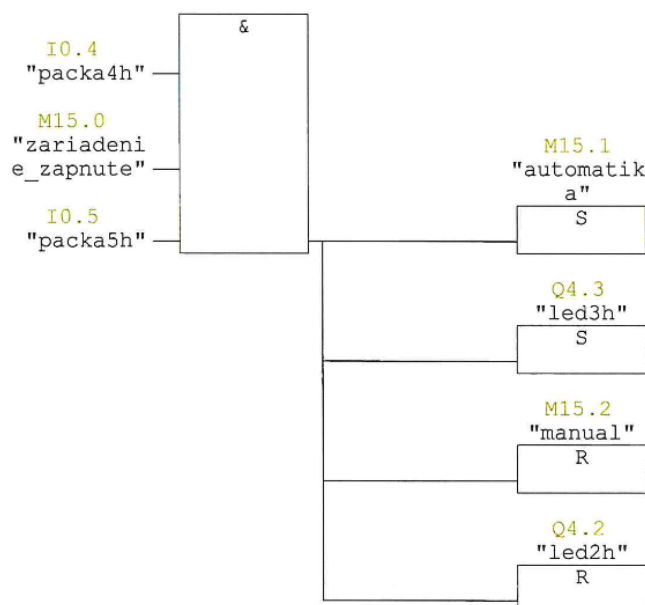 &
I0.4
"packa4h"
M15.0
"zariadeni
e_zapnute"
I0.5
"packa5h"
M15.1
"automatik
a"
S
Q4.3
"led3h"
S
M15.2
"manual"
R
Q4.2
"led2h"
R